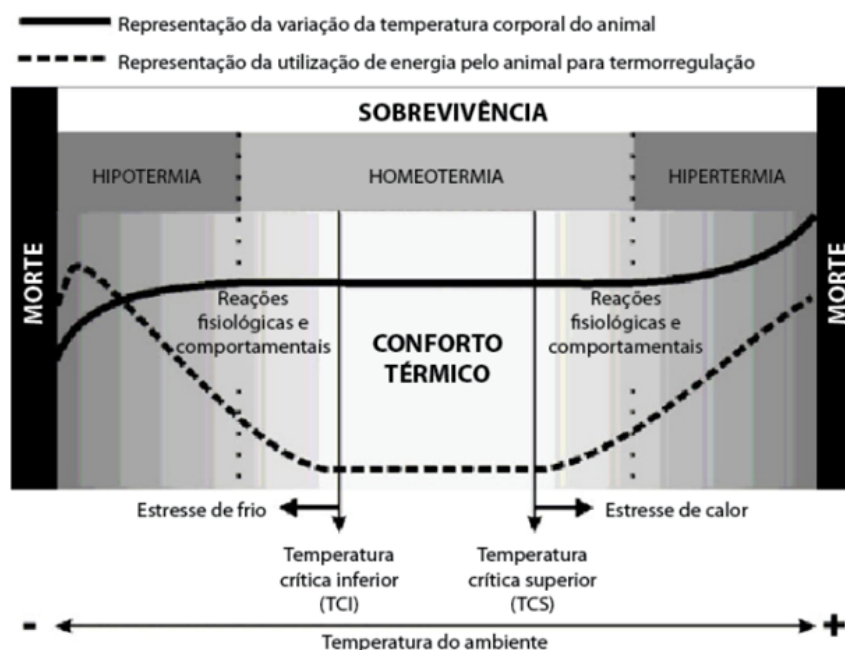 Representação da variação da temperatura corporal do animal
Representação da utilização de energia pelo animal para termorregulação
SOBREVIVÊNCIA
HIPOTERMIA
HOMEOTERMIA
HIPERTERMIA
MORTE
MORTE
Reações
fisiológicas e
comportamentais
CONFORTO
TÉRMICO
Reações
fisiológicas e
comportamentais
Estresse de frio
Estresse de calor
Temperatura
crítica inferior
(TCI)
Temperatura
crítica superior
(TCS)
-
+
Temperatura do ambiente